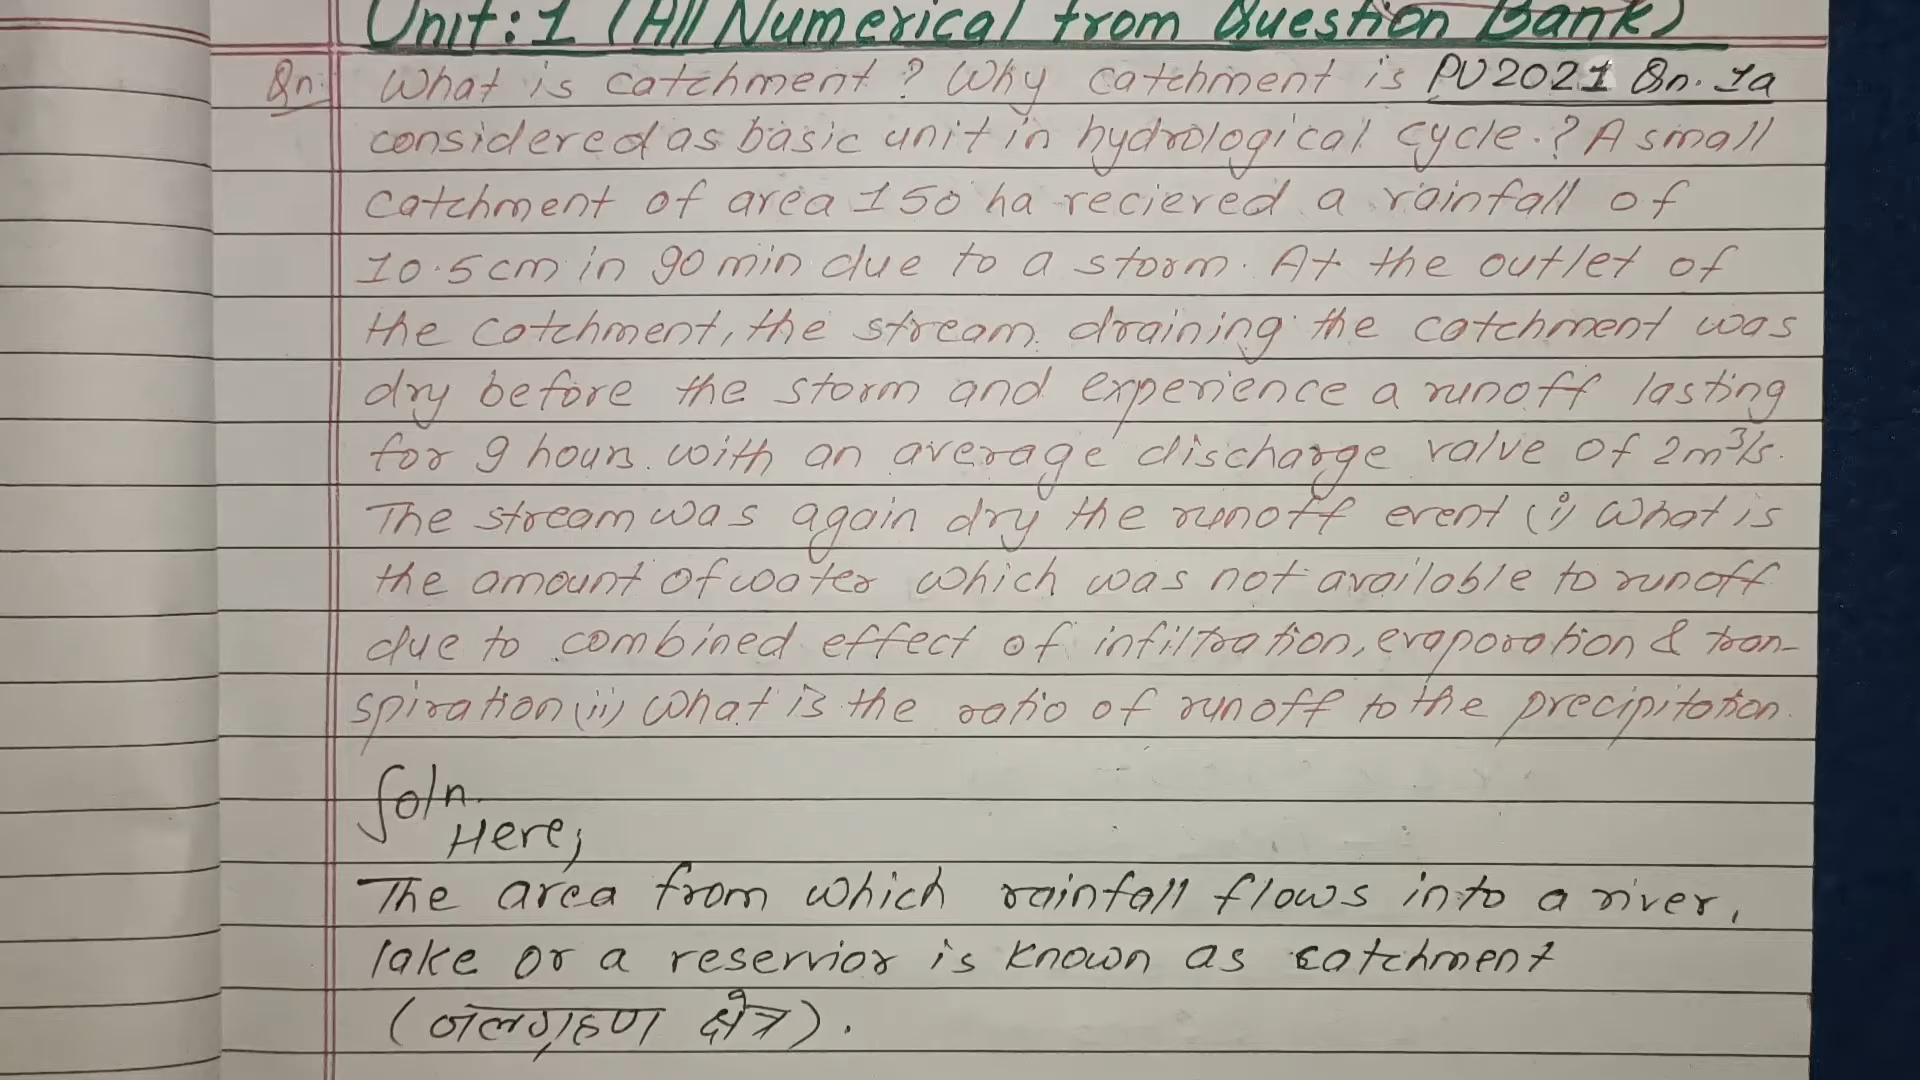 Unit: 1 (All Numerical from Question Bank)
Qn: What is catchment? Why catchment is PU2021 Qn. 1a
considered as basic unit in hydrological cycle.? A small
catchment of area 150 ha recieved a rainfall of
10.5cm in 90 min due to a storm. At the outlet of
the catchment, the stream draining the catchment was
dry before the storm and experience a runoff lasting
for 9 hours with an average discharge value of 2m³/s.
The stream was again dry the runoff event (i) What is
the amount of water which was not available to runoff
due to combined effect of infiltration, evaporation & tran-
spiration (ii) What is the ratio of runoff to the precipitation.
Soln.
Here,
The area from which rainfall flows into a river,
lake or a reservior is known as catchment
(जलग्रहण क्षेत्र).